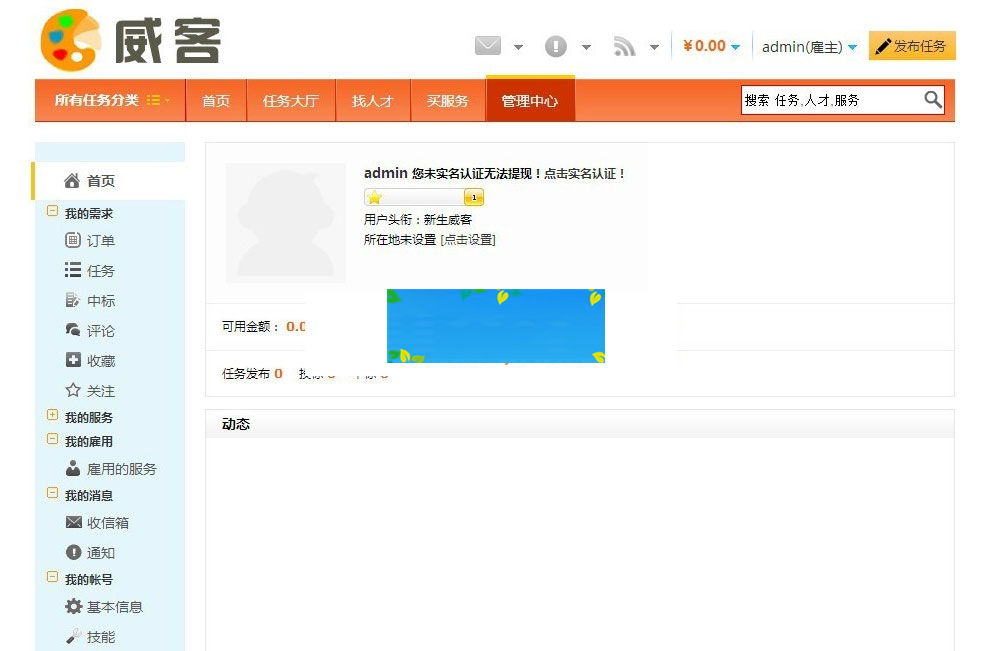 威客
¥0.00 admin(雇主) 发布任务
所有任务分类 首页 任务大厅 找人才 买服务 管理中心 搜索 任务,人才,服务
首页
我的需求
订单
任务
中标
评论
收藏
关注
我的服务
我的雇用
雇用的服务
我的消息
收信箱
通知
我的帐号
基本信息
技能
admin 您未实名认证无法提现！点击实名认证！
1
用户头衔：新生威客
所在地未设置 [点击设置]
可用金额： 0.0
任务发布 0
动态